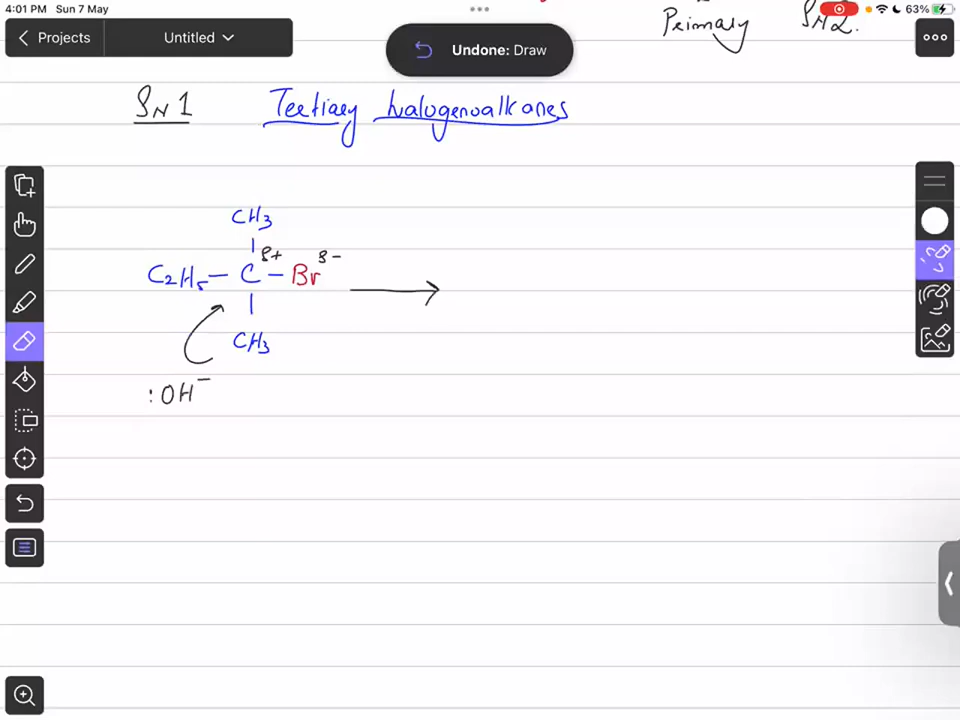 4:01 PM Sun 7 May
63%
Projects
Untitled
Undone: Draw
Primary SN2
SN1 Tertiary halogenoalkanes
CH3
C2H5 – C – Br
δ+ δ−
CH3
:OH−